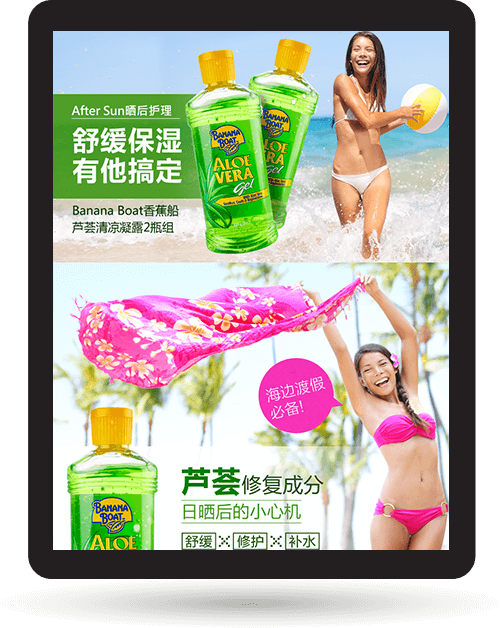 After Sun晒后护理
舒缓保湿
有他搞定
Banana Boat香蕉船
芦荟清凉凝露2瓶组
BANANA
BOAT
ALOE
VERA
gel
BANANA
BOAT
ALOE
VERA
gel
海边渡假
必备!
BANANA
BOAT
ALOE
芦荟修复成分
日晒后的小心机
舒缓※修护※补水